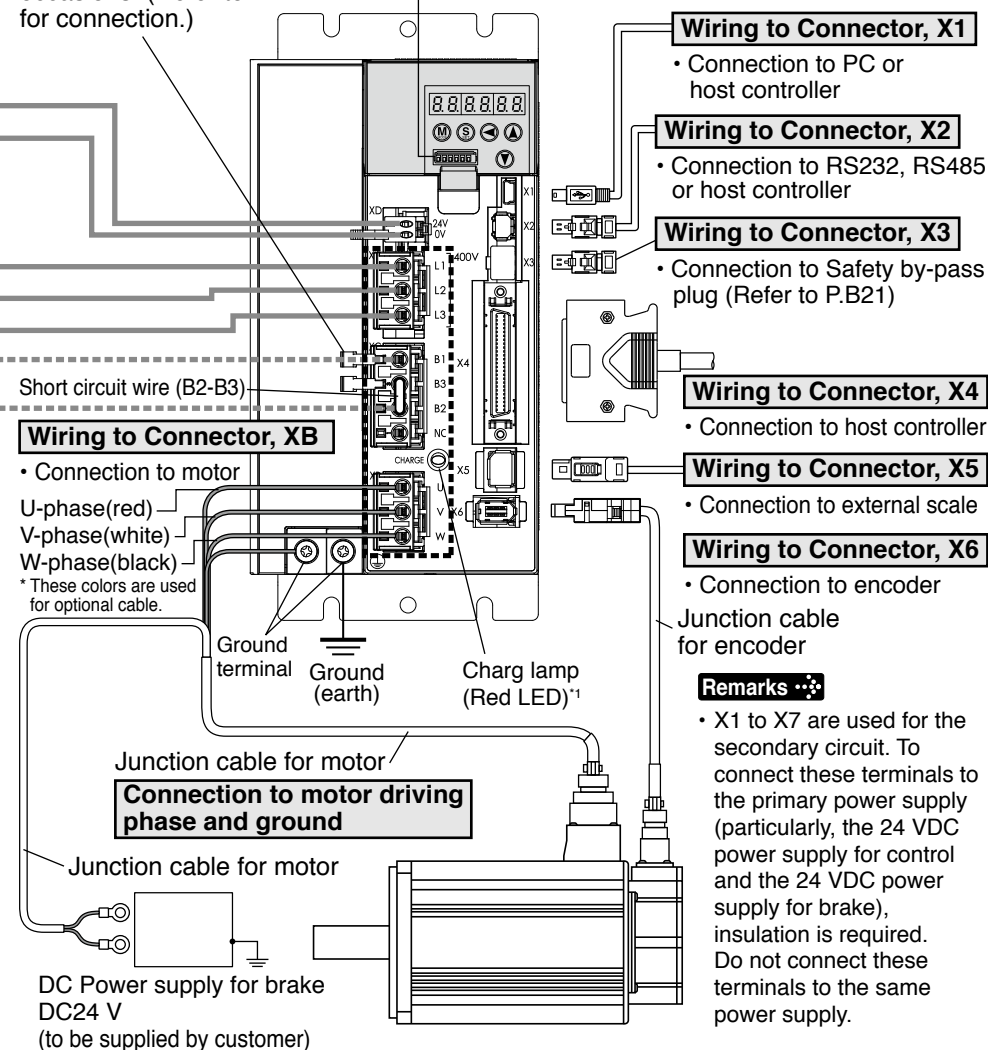 for connection.)
Wiring to Connector, X1
• Connection to PC or
host controller
Wiring to Connector, X2
• Connection to RS232, RS485
or host controller
Wiring to Connector, X3
• Connection to Safety by-pass
plug (Refer to P.B21)
Wiring to Connector, X4
• Connection to host controller
Wiring to Connector, X5
• Connection to external scale
Wiring to Connector, X6
• Connection to encoder
Junction cable
for encoder
Remarks
• X1 to X7 are used for the
secondary circuit. To
connect these terminals to
the primary power supply
(particularly, the 24 VDC
power supply for control
and the 24 VDC power
supply for brake),
insulation is required.
Do not connect these
terminals to the same
power supply.
8.8.8.8.8.8.
M S
X1
X2
X3
X4
X5
X6
XD
24V
0V
400V
L1
L2
L3
B1
B3
B2
NC
CHARGE
U
V
W
Short circuit wire (B2-B3)
Wiring to Connector, XB
• Connection to motor
U-phase(red)
V-phase(white)
W-phase(black)
* These colors are used
for optional cable.
Ground
terminal
Ground
(earth)
Charg lamp
(Red LED)*1
Junction cable for motor
Connection to motor driving
phase and ground
Junction cable for motor
DC Power supply for brake
DC24 V
(to be supplied by customer)